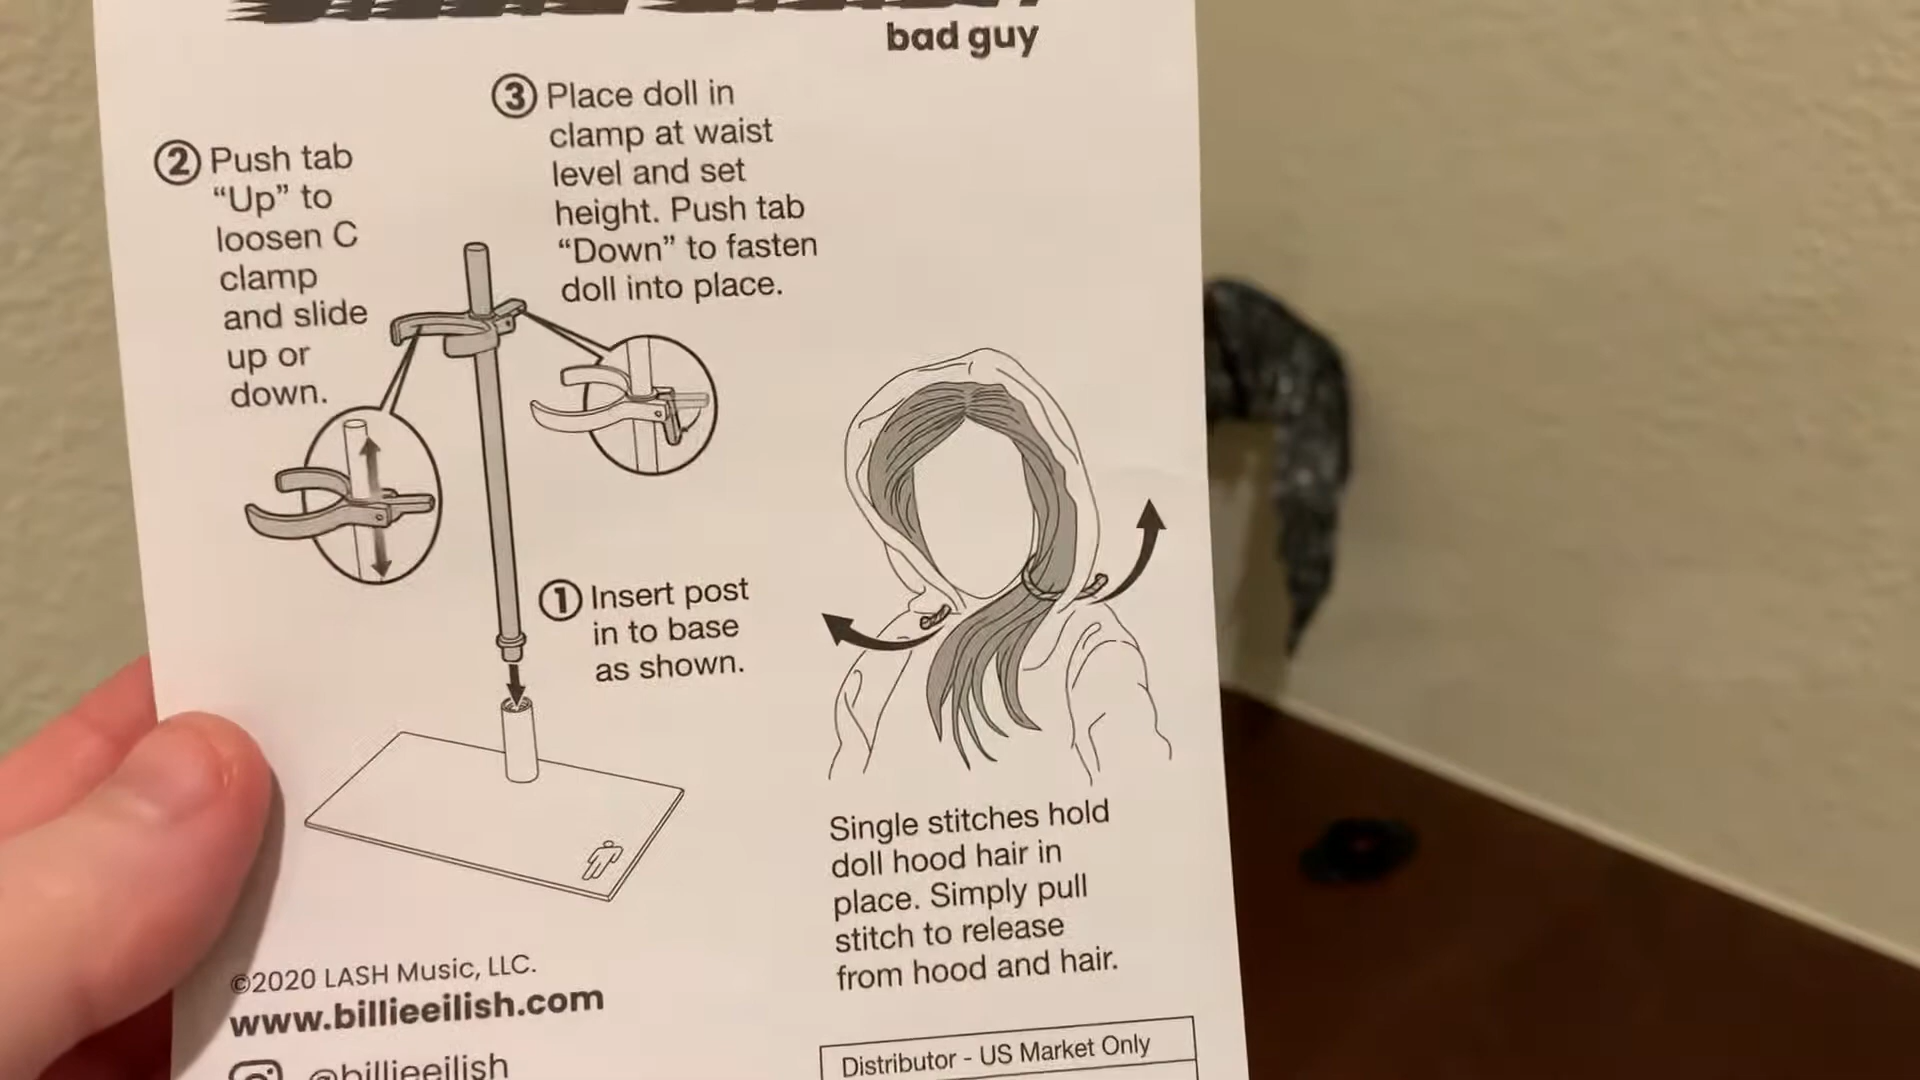 bad guy
③ Place doll in
clamp at waist
level and set
height. Push tab
“Down” to fasten
doll into place.
② Push tab
“Up” to
loosen C
clamp
and slide
up or
down.
① Insert post
in to base
as shown.
Single stitches hold
doll hood hair in
place. Simply pull
stitch to release
from hood and hair.
©2020 LASH Music, LLC.
www.billieeilish.com
@billieeilish
Distributor - US Market Only